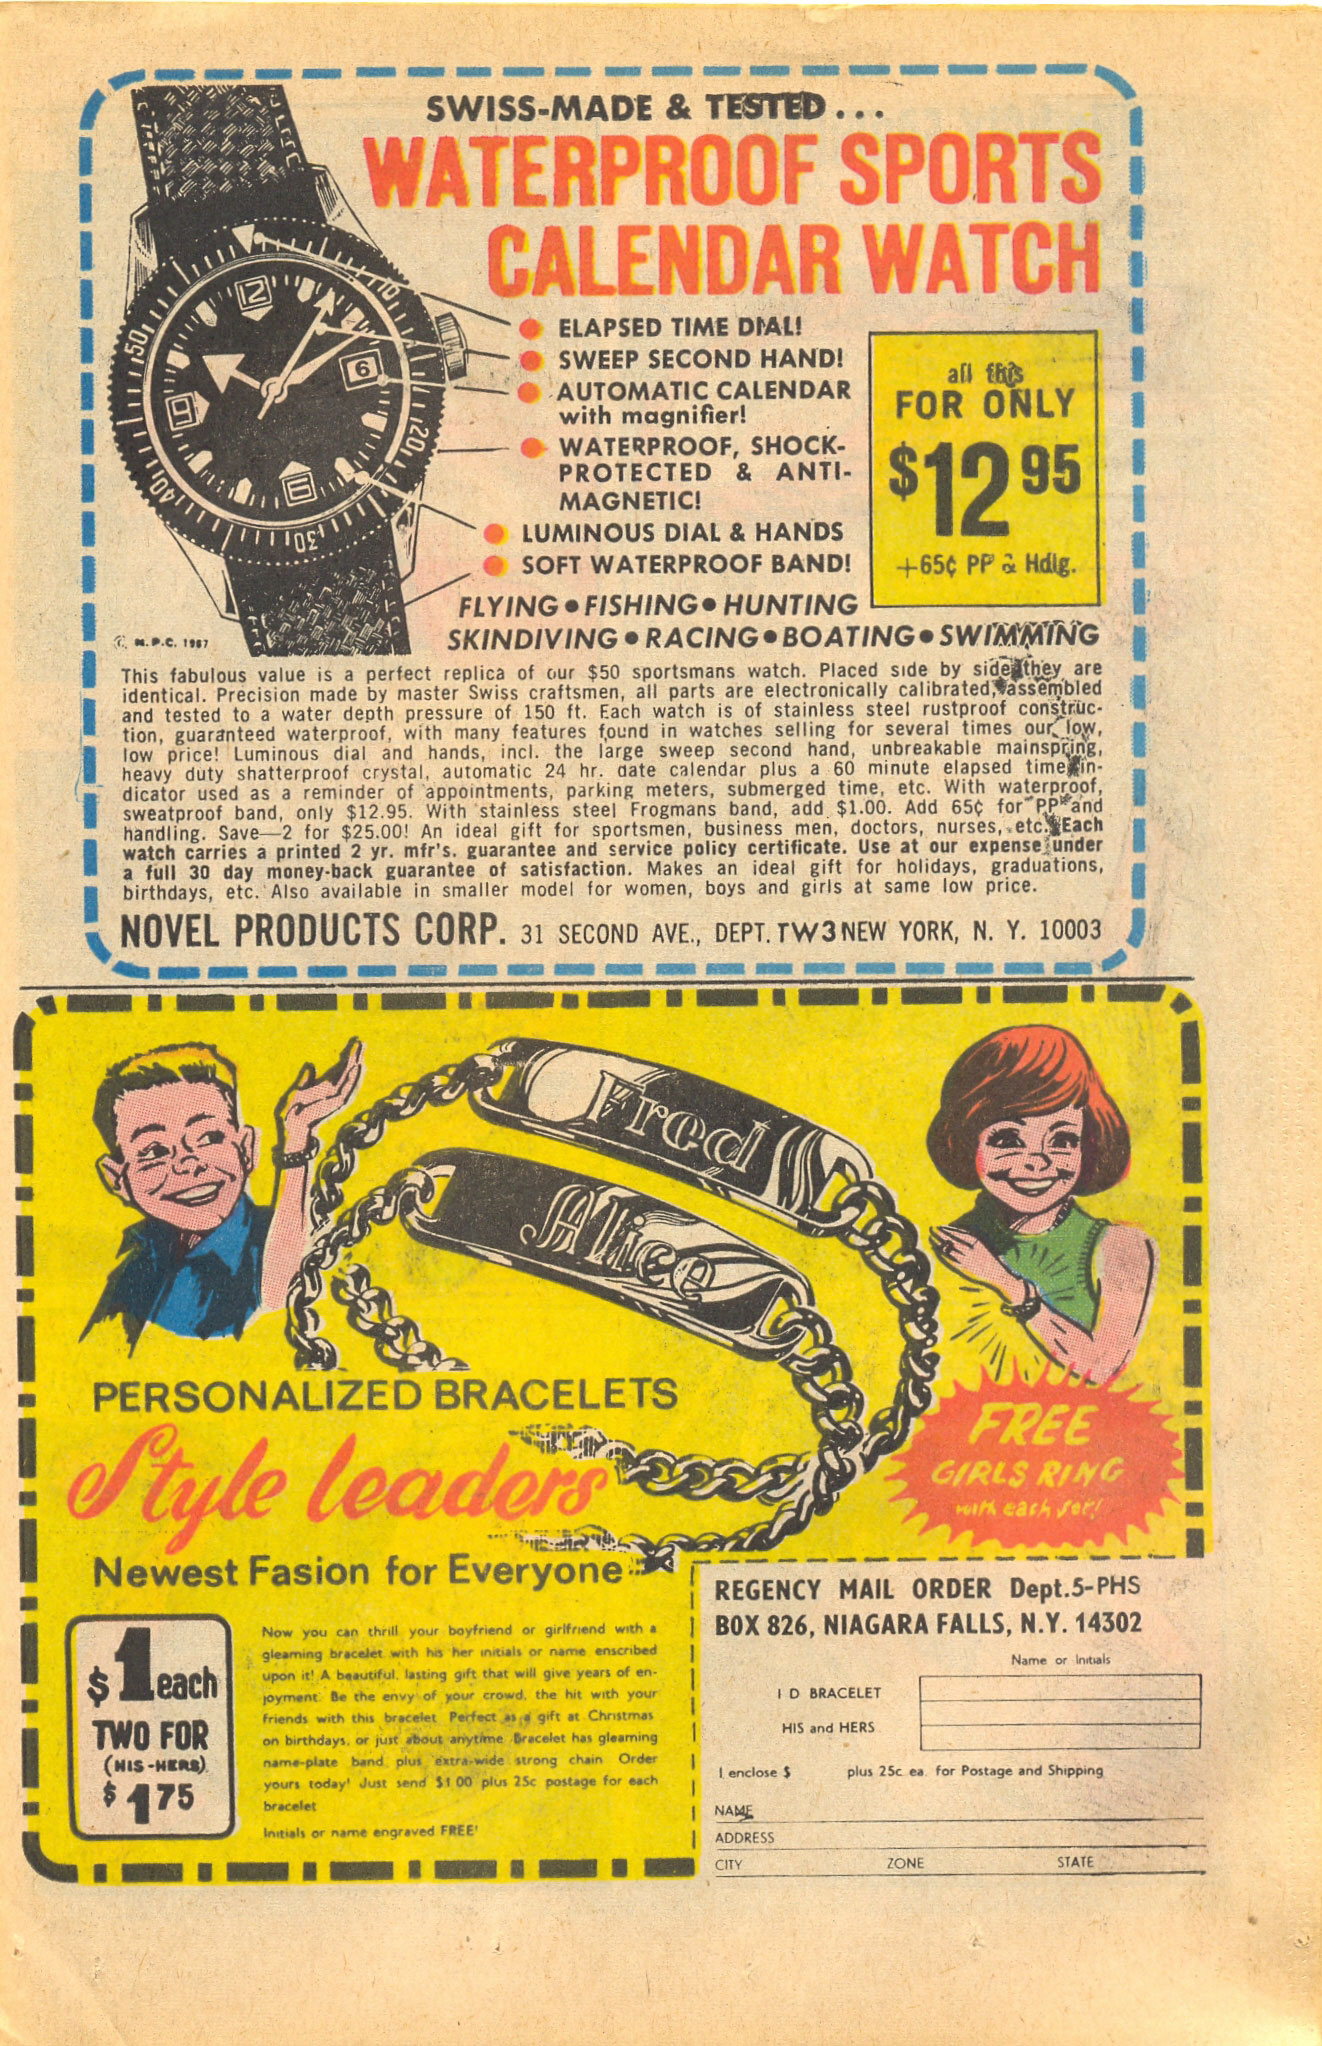 SWISS-MADE & TESTED...
WATERPROOF SPORTS
CALENDAR WATCH
ELAPSED TIME DIAL!
SWEEP SECOND HAND!
AUTOMATIC CALENDAR
with magnifier!
WATERPROOF, SHOCK-
PROTECTED & ANTI-
MAGNETIC!
LUMINOUS DIAL & HANDS
SOFT WATERPROOF BAND!
all this
FOR ONLY
$12 95
+65¢ PP & Hdlg.
10
20
30
40
50
12
6
9
6
FLYING • FISHING • HUNTING
SKINDIVING • RACING • BOATING • SWIMMING
© M.P.C. 1967
This fabulous value is a perfect replica of our $50 sportsmans watch. Placed side by side they are
identical. Precision made by master Swiss craftsmen, all parts are electronically calibrated, assembled
and tested to a water depth pressure of 150 ft. Each watch is of stainless steel rustproof construc-
tion, guaranteed waterproof, with many features found in watches selling for several times our low,
low price! Luminous dial and hands, incl. the large sweep second hand, unbreakable mainspring,
heavy duty shatterproof crystal, automatic 24 hr. date calendar plus a 60 minute elapsed time in-
dicator used as a reminder of appointments, parking meters, submerged time, etc. With waterproof,
sweatproof band, only $12.95. With stainless steel Frogmans band, add $1.00. Add 65¢ for PP and
handling. Save—2 for $25.00! An ideal gift for sportsmen, business men, doctors, nurses, etc. Each
watch carries a printed 2 yr. mfr's. guarantee and service policy certificate. Use at our expense under
a full 30 day money-back guarantee of satisfaction. Makes an ideal gift for holidays, graduations,
birthdays, etc. Also available in smaller model for women, boys and girls at same low price.
NOVEL PRODUCTS CORP. 31 SECOND AVE., DEPT. TW3 NEW YORK, N. Y. 10003
Fred
Alice
PERSONALIZED BRACELETS
Style leaders
Newest Fasion for Everyone
FREE
GIRLS RING
with each set!
$1 each
TWO FOR
(HIS-HERS)
$1 75
Now you can thrill your boyfriend or girlfriend with a
gleaming bracelet with his her initials or name enscribed
upon it! A beautiful, lasting gift that will give years of en-
joyment. Be the envy of your crowd, the hit with your
friends with this bracelet Perfect as a gift at Christmas
on birthdays, or just about anytime Bracelet has gleaming
name-plate band plus extra-wide strong chain Order
yours today! Just send $1.00 plus 25c postage for each
bracelet
Initials or name engraved FREE!
REGENCY MAIL ORDER Dept.5-PHS
BOX 826, NIAGARA FALLS, N.Y. 14302
Name or Initials
I D BRACELET
HIS and HERS
I enclose $ plus 25c ea. for Postage and Shipping
NAME
ADDRESS
CITY ZONE STATE